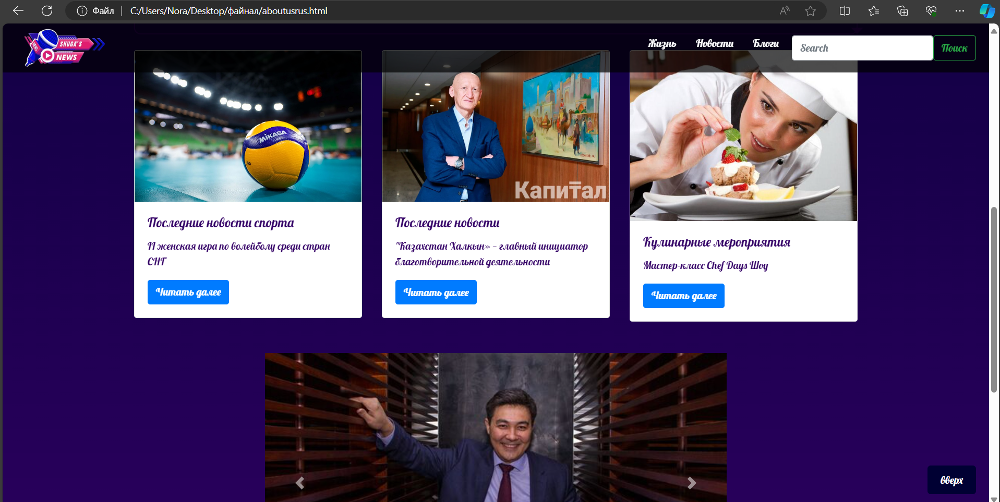 Файл
C:/Users/Nora/Desktop/файнал/aboutusrus.html
NEWS
SHUGA'S
NEWS
Жизнь
Новости
Блоги
Search
Поиск
MIKASA
Капитал
Последние новости спорта
II женская игра по волейболу среди стран
СНГ
Читать далее
Последние новости
"Казахстан Халкын» – главный инициатор
благотворительной деятельности
Читать далее
Кулинарные мероприятия
Мастер-класс Chef Days Шоу
Читать далее
вверх